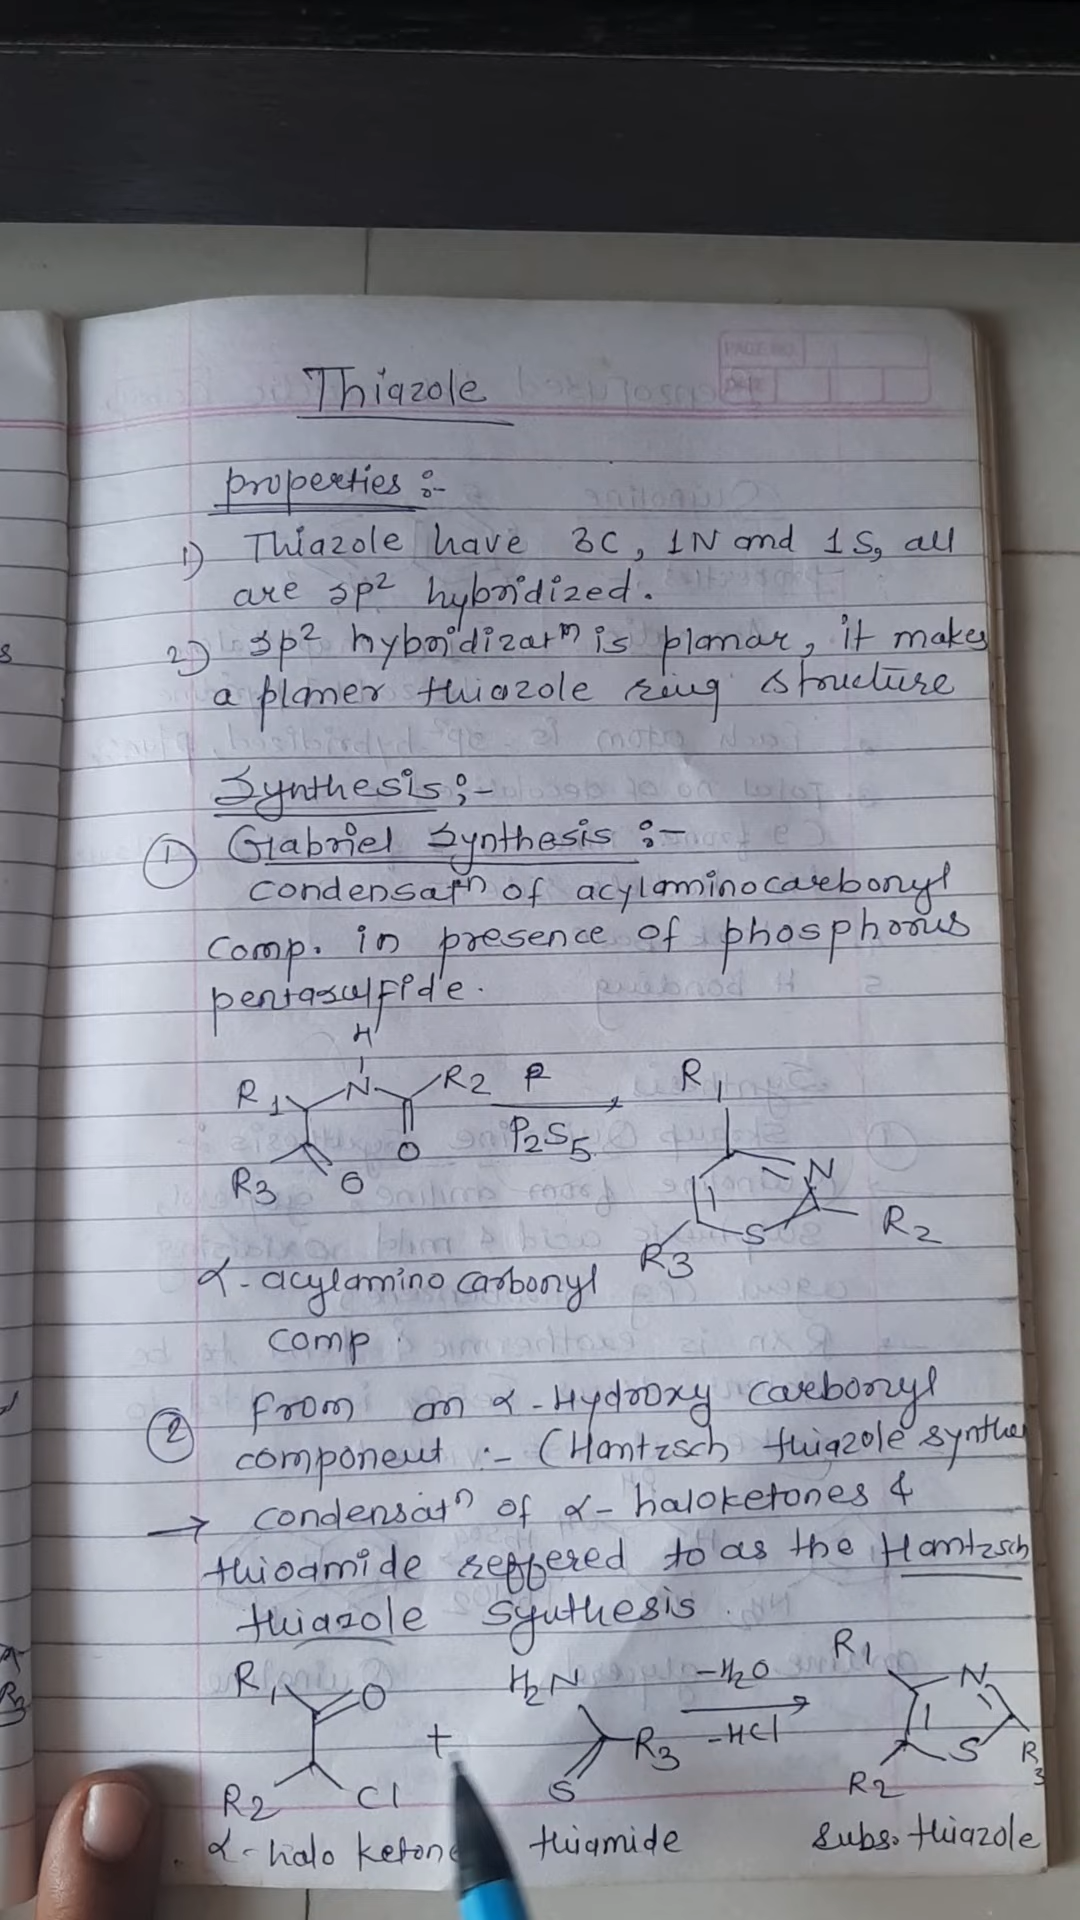 Thiazole
PAGE NO.
properties :-
1) Thiazole have 3C, 1N and 1S, all
are sp² hybridized.
2) sp² hybridizatⁿ is planar, it makes
a planer thiazole ring structure
Synthesis :-
① Gabriel Synthesis :-
condensatⁿ of acylaminocarbonyl
comp. in presence of phosphorus
pentasulfide.
H
R1 N R2 R1
P2S5
O N
R3 O S R2
R3
α-acylamino carbonyl
comp.
② From an α-Hydroxy carbonyl
component :- (Hantzsch thiazole synthe
→ condensatⁿ of α-haloketones &
thioamide reffered to as the Hantzsch
thiazole synthesis.
R1 O H2N -H2O R1 N
+ R3 -HCl S R3
R2 Cl S R2
α-halo ketone thiamide subs. thiazole